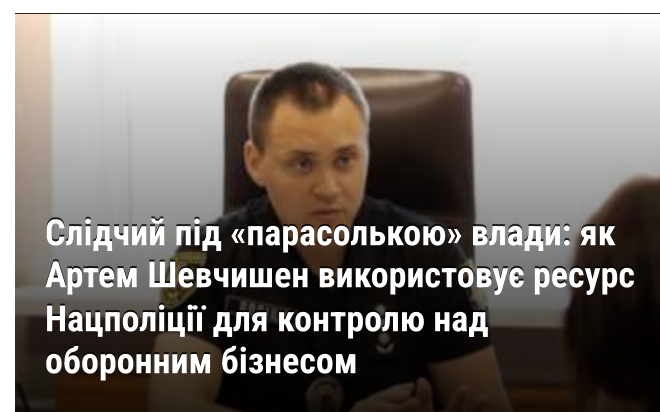 Слідчий під «парасолькою» влади: як
Артем Шевчишен використовує ресурс
Нацполіції для контролю над
оборонним бізнесом